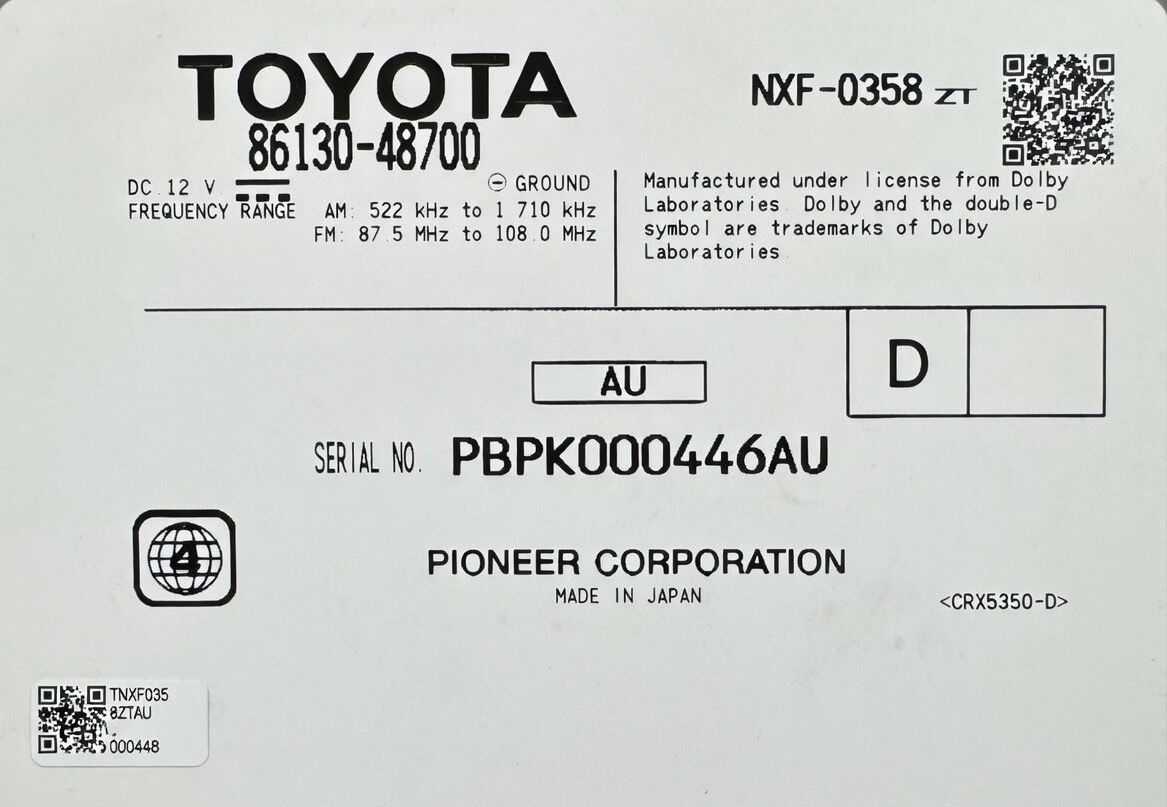 TOYOTA
86130-48700
NXF-0358 ZT
DC 12 V
⊖ GROUND
FREQUENCY RANGE AM: 522 kHz to 1 710 kHz
FM: 87.5 MHz to 108.0 MHz
Manufactured under license from Dolby
Laboratories. Dolby and the double-D
symbol are trademarks of Dolby
Laboratories.
AU
D
SERIAL NO. PBPK000446AU
4
PIONEER CORPORATION
MADE IN JAPAN
<CRX5350-D>
TNXF035
8ZTAU
000448